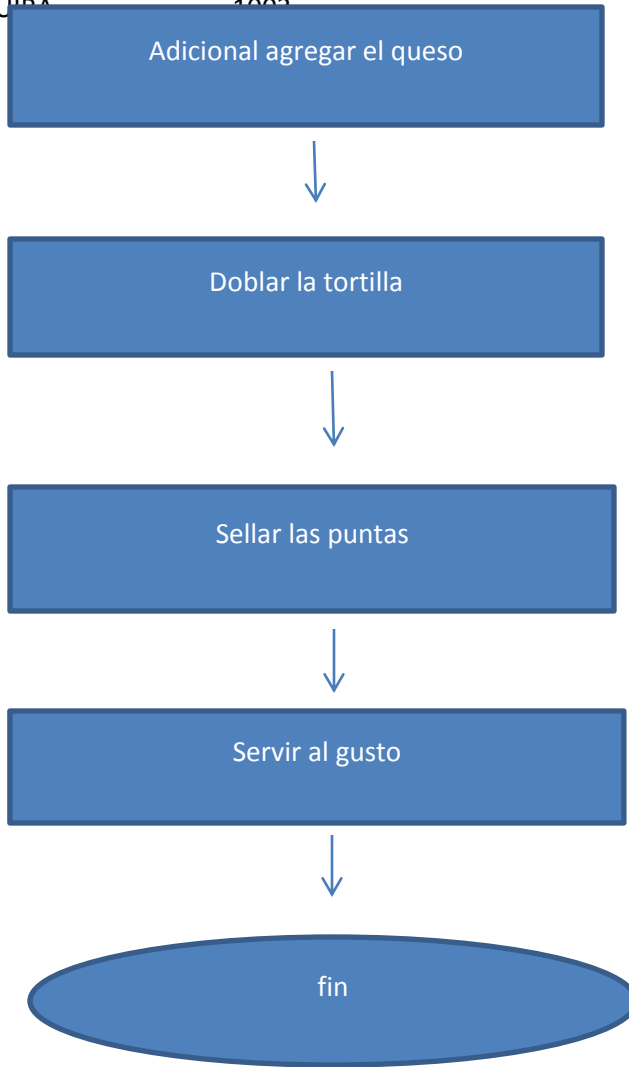 Adicional agregar el queso
Doblar la tortilla
Sellar las puntas
Servir al gusto
fin